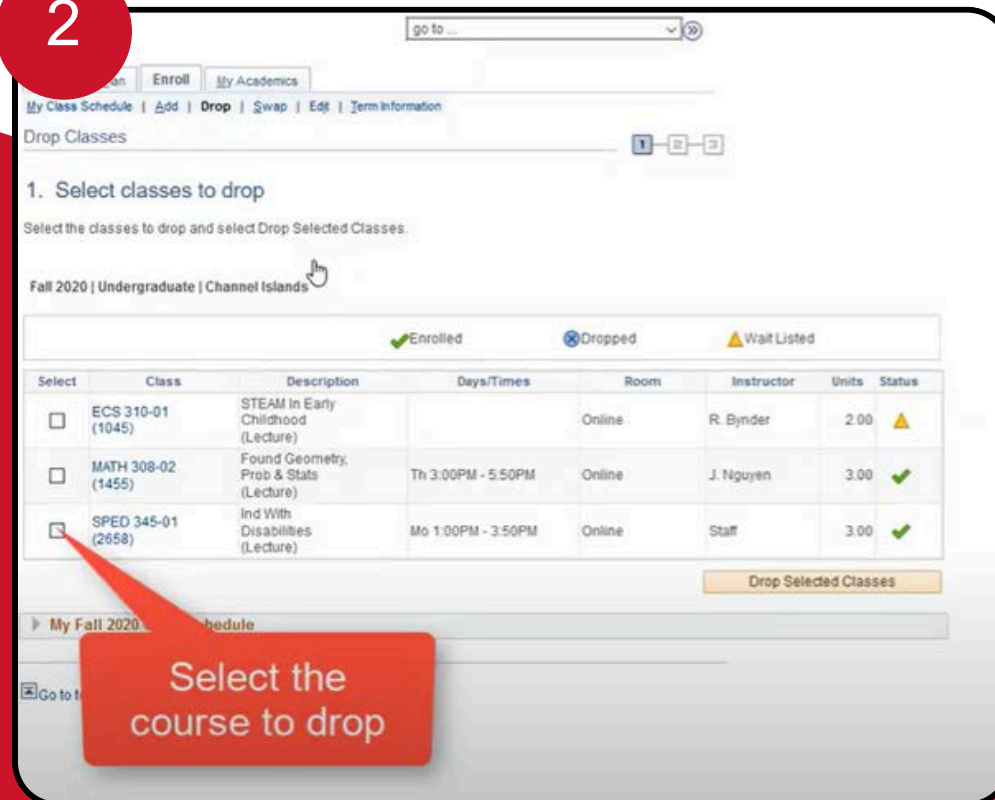 2
go to ...
an Enroll My Academics
My Class Schedule | Add | Drop | Swap | Edit | Term Information
Drop Classes
1 2 3
1. Select classes to drop
Select the classes to drop and select Drop Selected Classes.
Fall 2020 | Undergraduate | Channel Islands
Enrolled Dropped Wait Listed
Select Class Description Days/Times Room Instructor Units Status
ECS 310-01
(1045)
STEAM In Early
Childhood
(Lecture)
Online R. Bynder 2.00
MATH 308-02
(1455)
Found Geometry,
Prob & Stats
(Lecture)
Th 3:00PM - 5:50PM Online J. Nguyen 3.00
SPED 345-01
(2658)
Ind With
Disabilities
(Lecture)
Mo 1:00PM - 3:50PM Online Staff 3.00
Drop Selected Classes
My Fall 2020 hedule
Select the
course to drop
Go to t